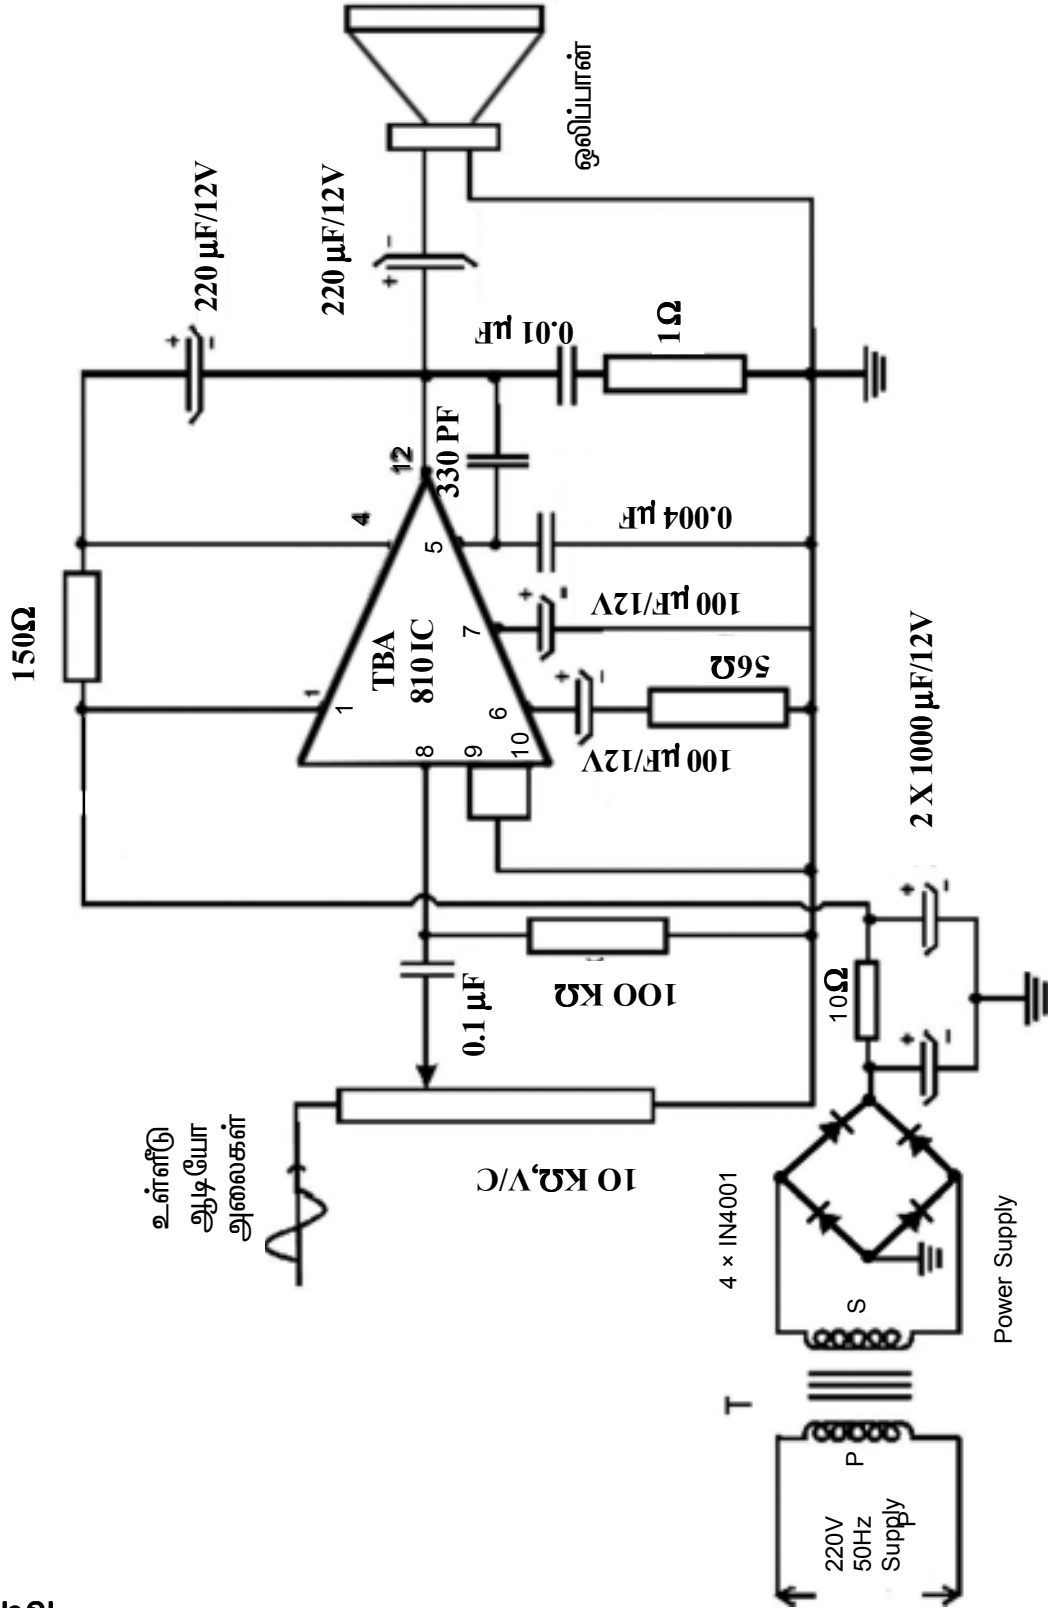 150Ω
220 µF/12V
220 µF/12V
ஒலிப்பான்
4
12
330 PF
0.01 µF
1Ω
1
1
TBA
810 IC
5
7
6
8
9
10
0.004 µF
100 µF/12V
56Ω
100 µF/12V
2 X 1000 µF/12V
0.1 µF
100 KΩ
10Ω
உள்ளீடு
ஆடியோ
அலைகள்
10 KΩ,V/C
4 × IN4001
S
T
P
Power Supply
220V
50Hz
Supply
P